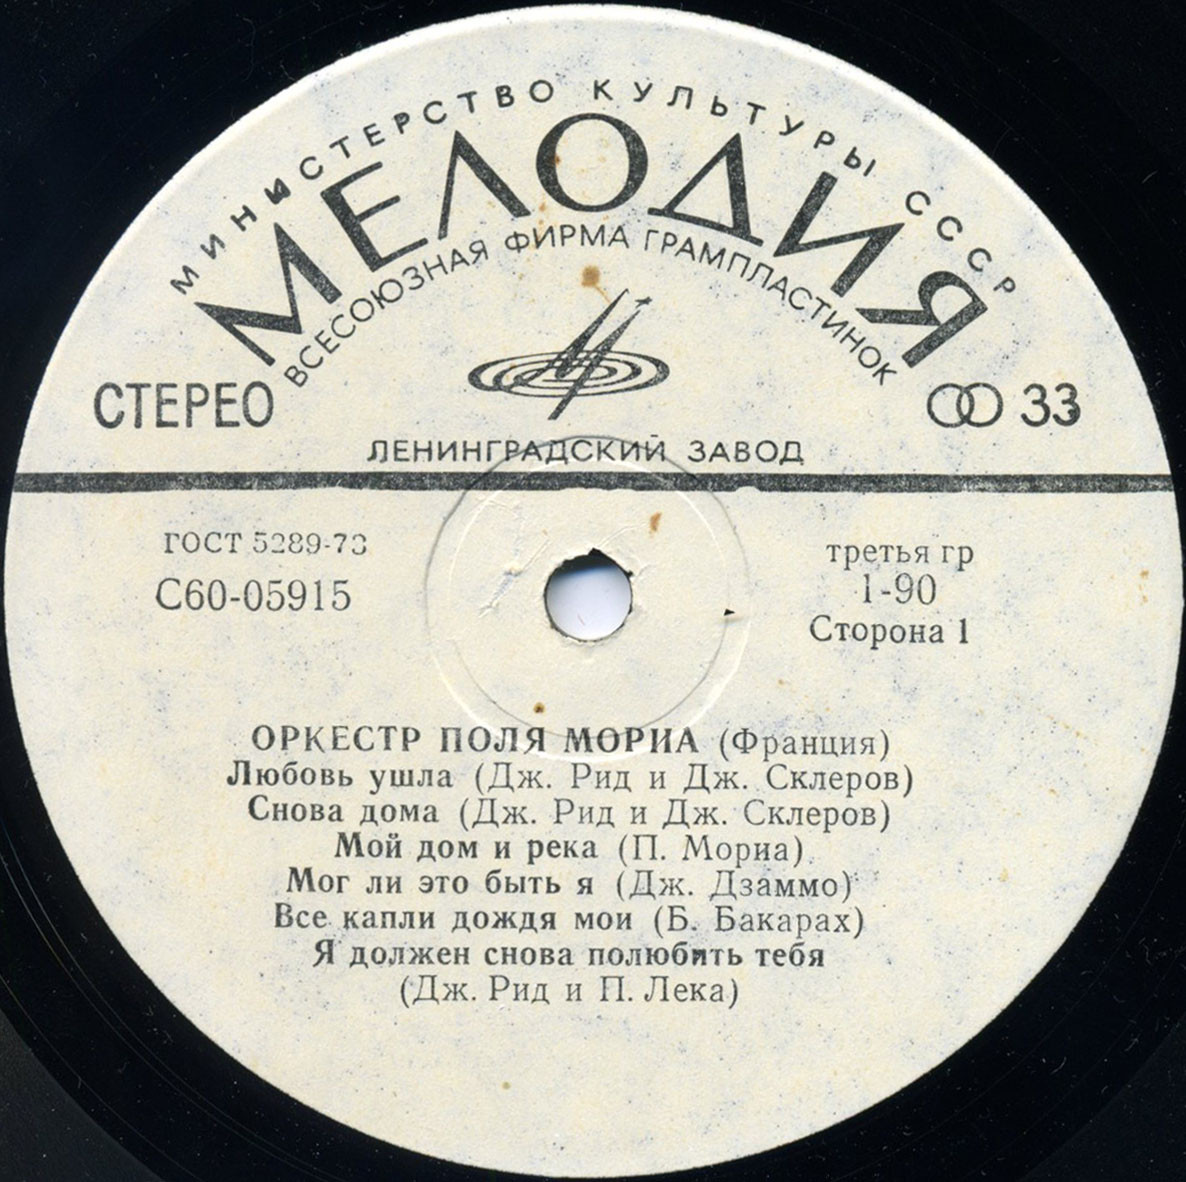 МИНИСТЕРСТВО КУЛЬТУРЫ СССР
МЕЛОДИЯ
ВСЕСОЮЗНАЯ ФИРМА ГРАМПЛАСТИНОК
СТЕРЕО
33
ЛЕНИНГРАДСКИЙ ЗАВОД
ГОСТ 5289-73
третья гр
С60-05915
1-90
Сторона 1
ОРКЕСТР ПОЛЯ МОРИА (Франция)
Любовь ушла (Дж. Рид и Дж. Склеров)
Снова дома (Дж. Рид и Дж. Склеров)
Мой дом и река (П. Мориа)
Мог ли это быть я (Дж. Дзаммо)
Все капли дождя мои (Б. Бакарах)
Я должен снова полюбить тебя
(Дж. Рид и П. Лека)